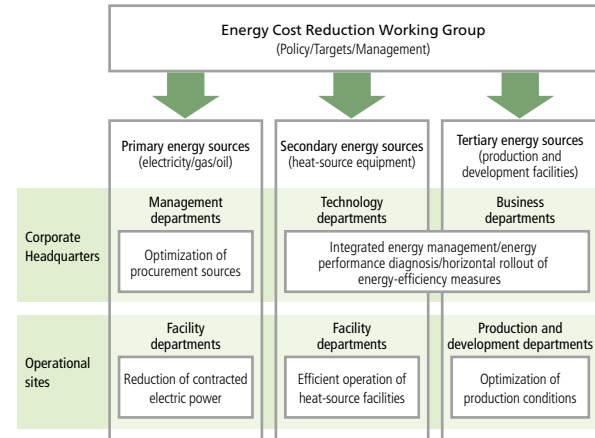 Energy Cost Reduction Working Group
(Policy/Targets/Management)
Primary energy sources
(electricity/gas/oil)
Secondary energy sources
(heat-source equipment)
Tertiary energy sources
(production and
development facilities)
Corporate
Headquarters
Management
departments
Optimization of
procurement sources
Technology
departments
Business
departments
Integrated energy management/energy
performance diagnosis/horizontal rollout of
energy-efficiency measures
Operational
sites
Facility
departments
Reduction of contracted
electric power
Facility
departments
Efficient operation of
heat-source facilities
Production and
development departments
Optimization of
production conditions